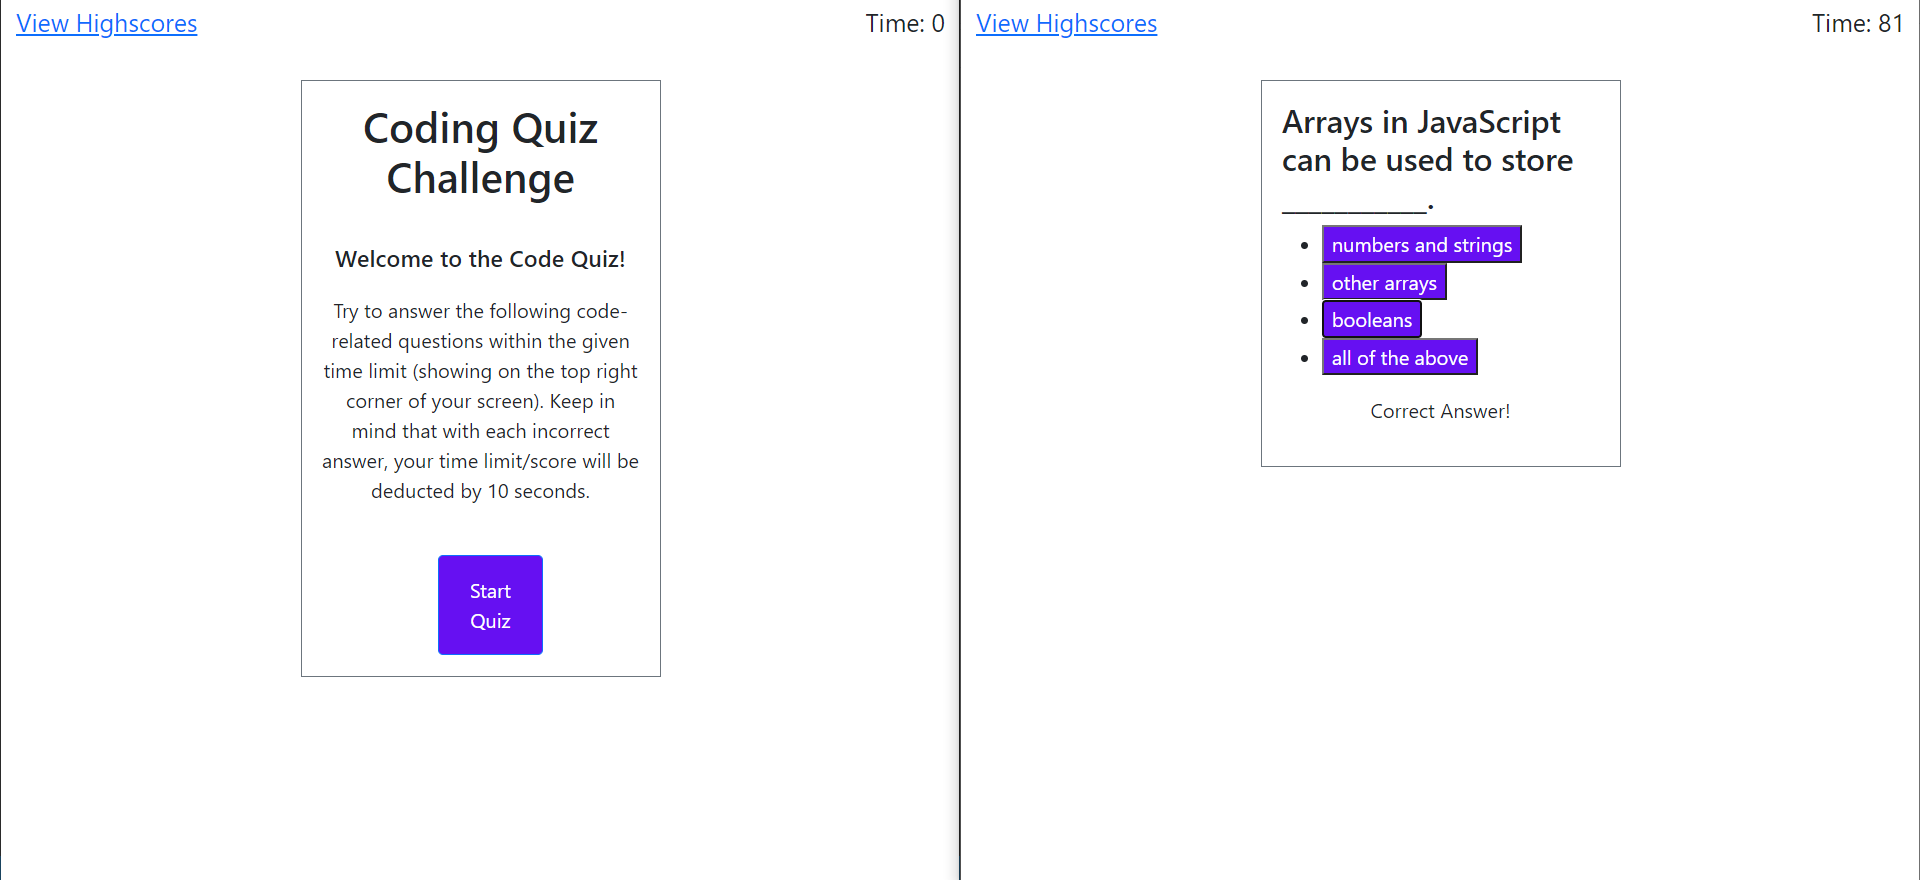 View Highscores
Time: 0
Coding Quiz
Challenge
Welcome to the Code Quiz!
Try to answer the following code-
related questions within the given
time limit (showing on the top right
corner of your screen). Keep in
mind that with each incorrect
answer, your time limit/score will be
deducted by 10 seconds.
Start
Quiz
View Highscores
Time: 81
Arrays in JavaScript
can be used to store
___________.
numbers and strings
other arrays
booleans
all of the above
Correct Answer!